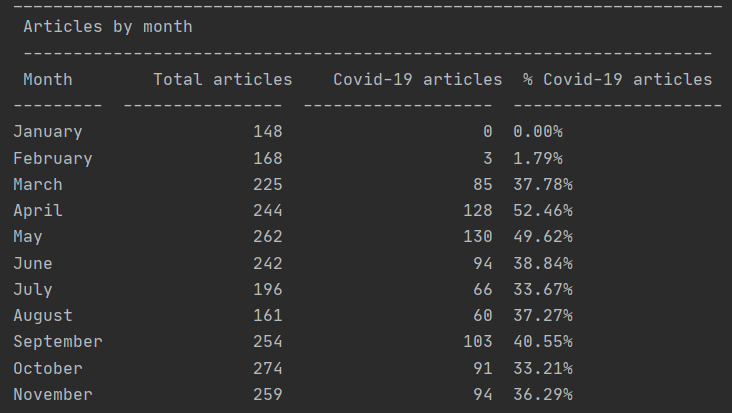 Articles by month
Month Total articles Covid-19 articles % Covid-19 articles
January 148 0 0.00%
February 168 3 1.79%
March 225 85 37.78%
April 244 128 52.46%
May 262 130 49.62%
June 242 94 38.84%
July 196 66 33.67%
August 161 60 37.27%
September 254 103 40.55%
October 274 91 33.21%
November 259 94 36.29%